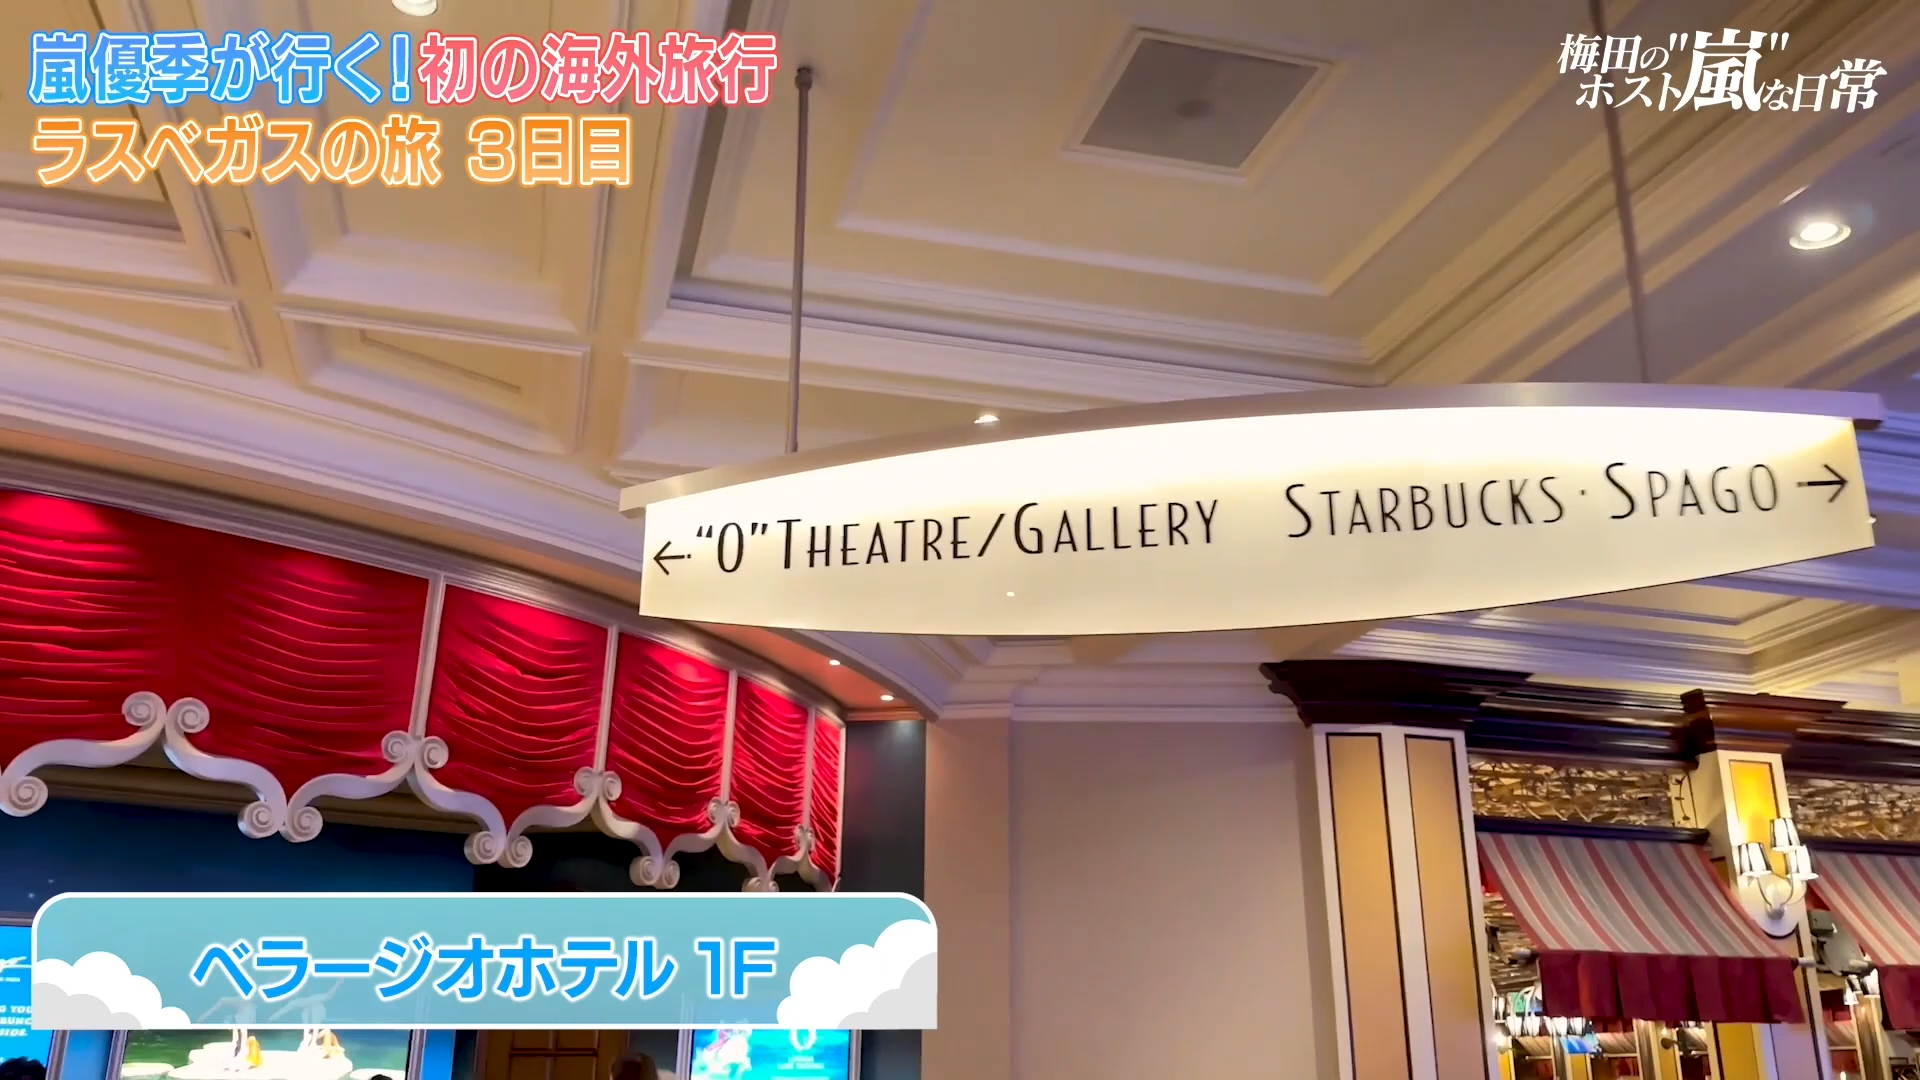 嵐優季が行く!初の海外旅行
ラスベガスの旅 3日目
梅田の"嵐"な日常
ホスト
←·"O" THEATRE/GALLERY STARBUCKS·SPAGO→
ベラージオホテル 1F